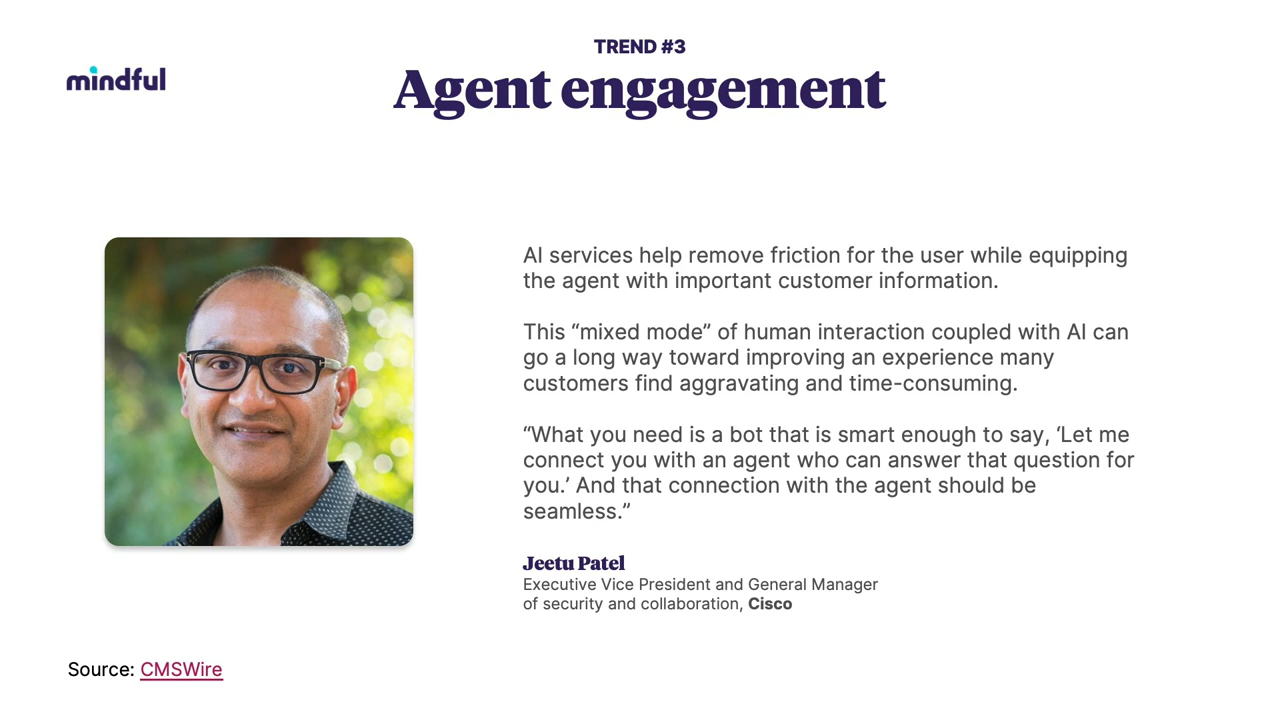 TREND #3
mindful
Agent engagement
AI services help remove friction for the user while equipping
the agent with important customer information.
This “mixed mode” of human interaction coupled with AI can
go a long way toward improving an experience many
customers find aggravating and time-consuming.
“What you need is a bot that is smart enough to say, ‘Let me
connect you with an agent who can answer that question for
you.’ And that connection with the agent should be
seamless.”
Jeetu Patel
Executive Vice President and General Manager
of security and collaboration, Cisco
Source: CMSWire